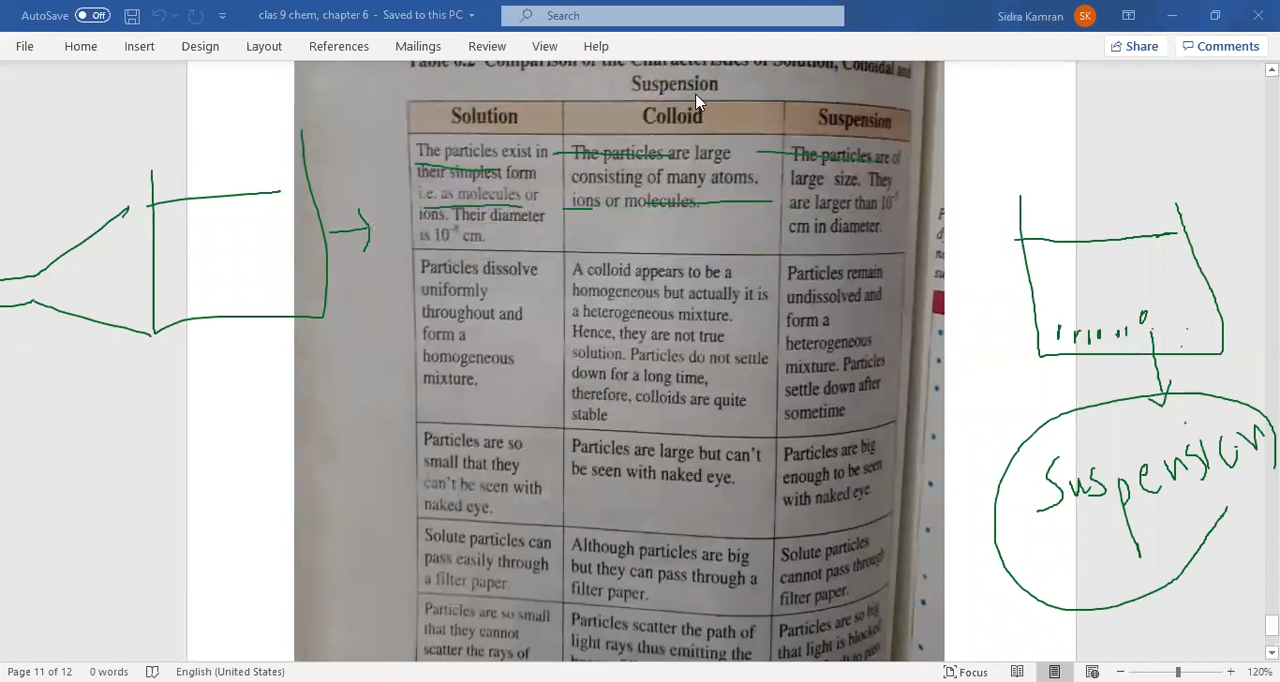 AutoSave Off clas 9 chem, chapter 6 - Saved to this PC Search Sidra Kamran SK
File Home Insert Design Layout References Mailings Review View Help Share Comments
Table 6.2 Comparison of the Characteristics of Solution, Colloidal and
Suspension
Solution Colloid Suspension
The particles exist in
their simplest form
i.e. as molecules or
ions. Their diameter
is 10⁻⁸ cm.
The particles are large
consisting of many atoms,
ions or molecules.
The particles are of
large size. They
are larger than 10⁻⁵
cm in diameter.
Particles dissolve
uniformly
throughout and
form a
homogeneous
mixture.
A colloid appears to be a
homogeneous but actually it is
a heterogeneous mixture.
Hence, they are not true
solution. Particles do not settle
down for a long time,
therefore, colloids are quite
stable
Particles remain
undissolved and
form a
heterogeneous
mixture. Particles
settle down after
sometime
Particles are so
small that they
can't be seen with
naked eye.
Particles are large but can't
be seen with naked eye.
Particles are big
enough to be seen
with naked eye.
Solute particles can
pass easily through
a filter paper.
Although particles are big
but they can pass through a
filter paper.
Solute particles
cannot pass through
filter paper.
Particles are so small
that they cannot
scatter the rays of
Particles scatter the path of
light rays thus emitting the
Particles are so big
that light is blocked
Suspension
Page 11 of 12 0 words English (United States) Focus 120%